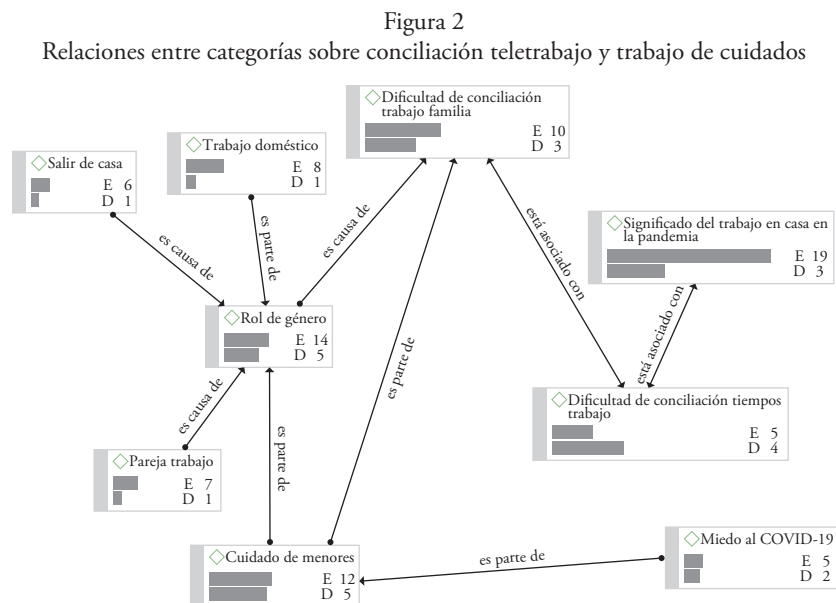 Figura 2
Relaciones entre categorías sobre conciliación teletrabajo y trabajo de cuidados
Dificultad de conciliación
trabajo familia
E 10
D 3
Trabajo doméstico
E 8
D 1
Salir de casa
E 6
D 1
es causa de
es parte de
es causa de
está asociado con
Significado del trabajo en casa en
la pandemia
E 19
D 3
Rol de género
E 14
D 5
es parte de
está asociado con
es causa de
Dificultad de conciliación tiempos
trabajo
E 5
D 4
Pareja trabajo
E 7
D 1
es parte de
Cuidado de menores
E 12
D 5
es parte de
Miedo al COVID-19
E 5
D 2